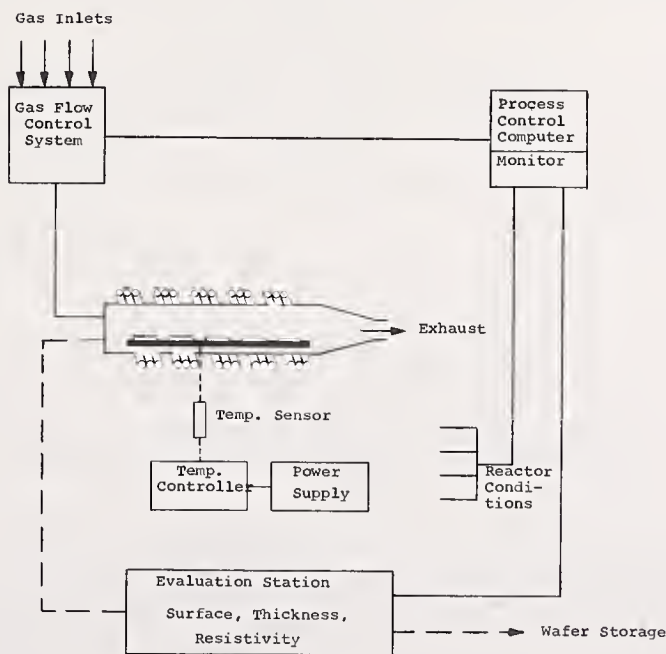 Gas Inlets
Gas Flow
Control
System
Process
Control
Computer
Monitor
Exhaust
Temp. Sensor
Temp.
Controller
Power
Supply
Reactor
Condi-
tions
Evaluation Station
Surface, Thickness,
Resistivity
Wafer Storage